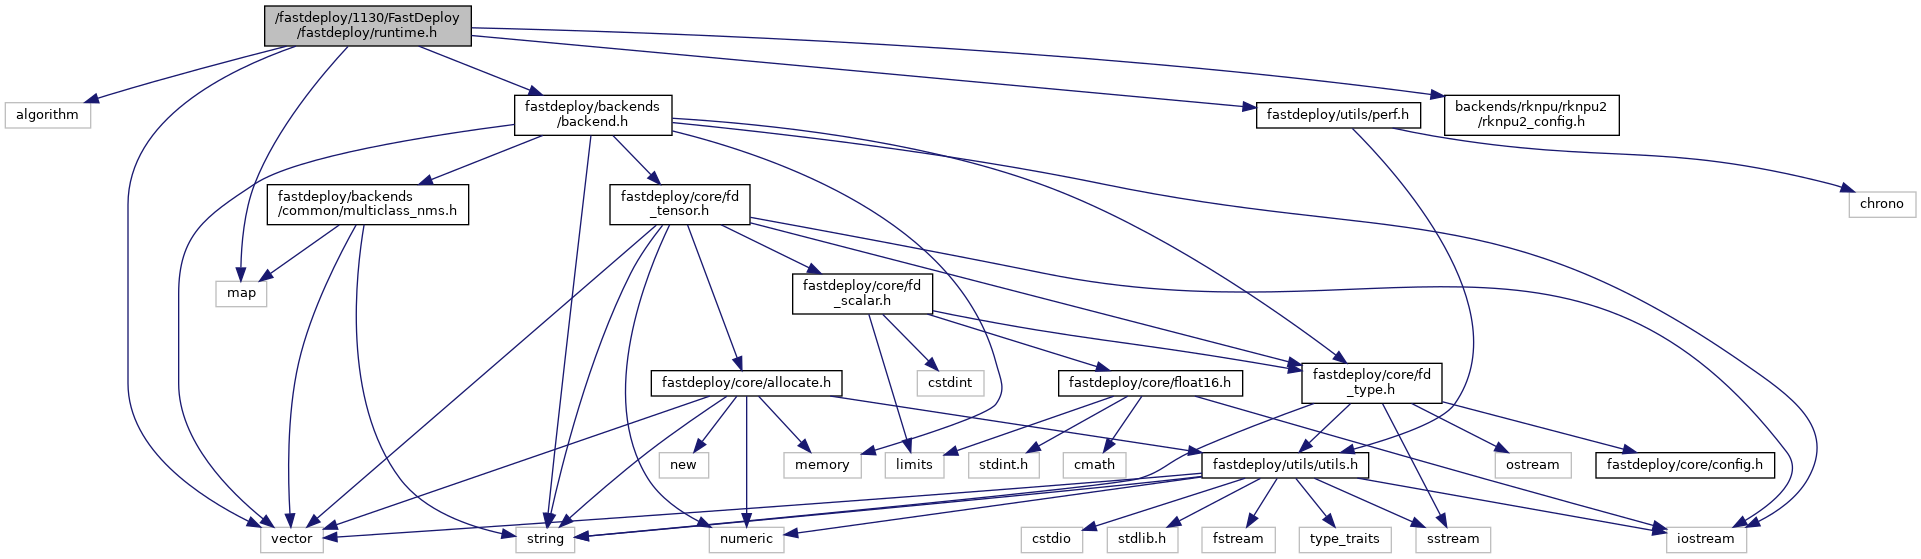 /fastdeploy/1130/FastDeploy
/fastdeploy/runtime.h
algorithm
fastdeploy/backends
/backend.h
fastdeploy/utils/perf.h
backends/rknpu/rknpu2
/rknpu2_config.h
fastdeploy/backends
/common/multiclass_nms.h
fastdeploy/core/fd
_tensor.h
chrono
map
fastdeploy/core/fd
_scalar.h
fastdeploy/core/allocate.h
cstdint
fastdeploy/core/float16.h
fastdeploy/core/fd
_type.h
new
memory
limits
stdint.h
cmath
fastdeploy/utils/utils.h
ostream
fastdeploy/core/config.h
vector
string
numeric
cstdio
stdlib.h
fstream
type_traits
sstream
iostream